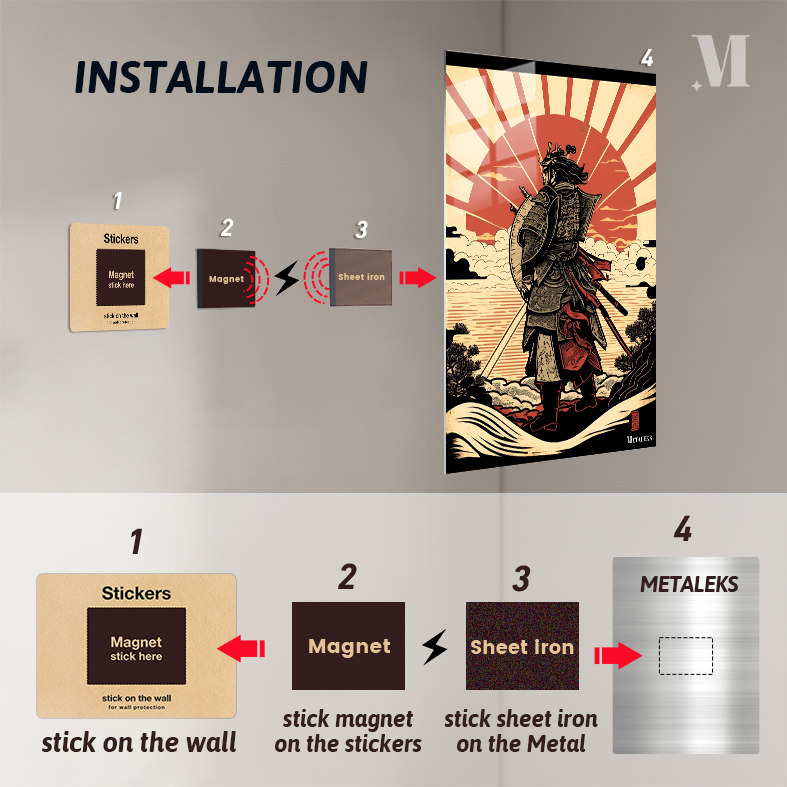 INSTALLATION
M
4
1
2
3
Stickers
Magnet
stick here
stick on the wall
for wall protection
Magnet
Sheet iron
METALEKS
1
2
3
4
Stickers
Magnet
stick here
stick on the wall
for wall protection
Magnet
Sheet iron
METALEKS
stick on the wall
stick magnet
on the stickers
stick sheet iron
on the Metal